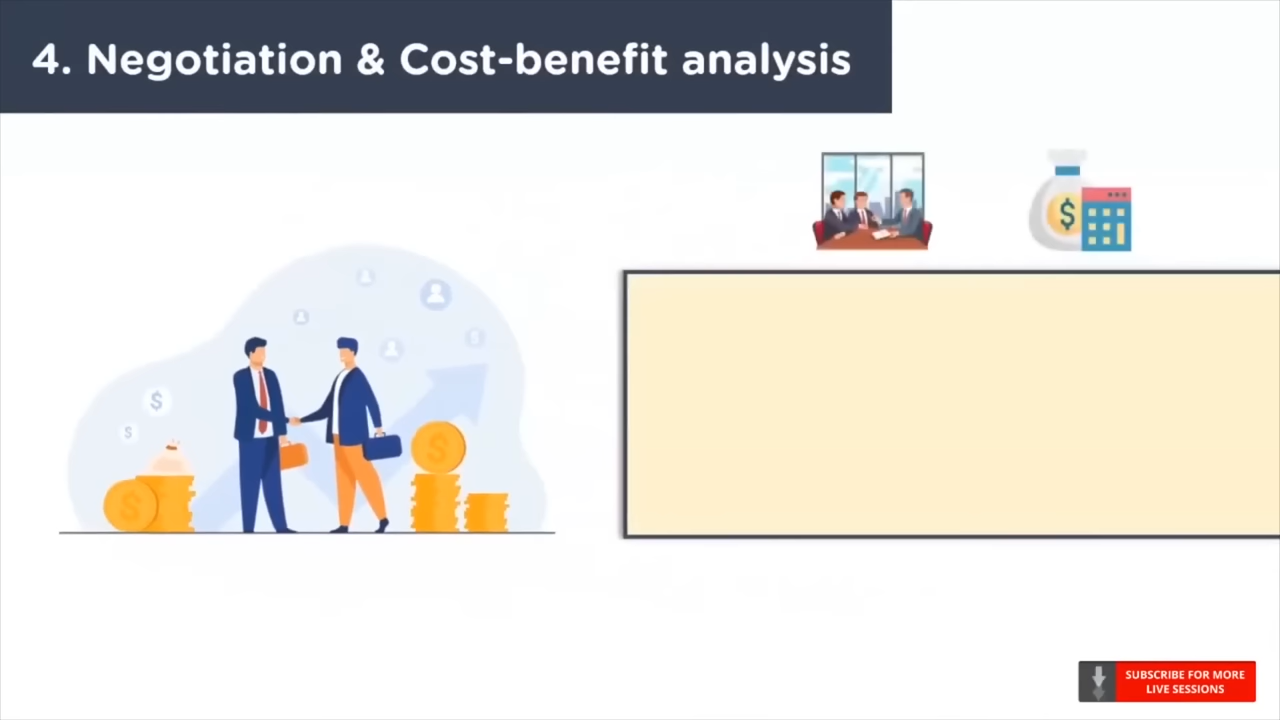 4. Negotiation & Cost-benefit analysis
$
$
$
$
$
$
SUBSCRIBE FOR MORE
LIVE SESSIONS